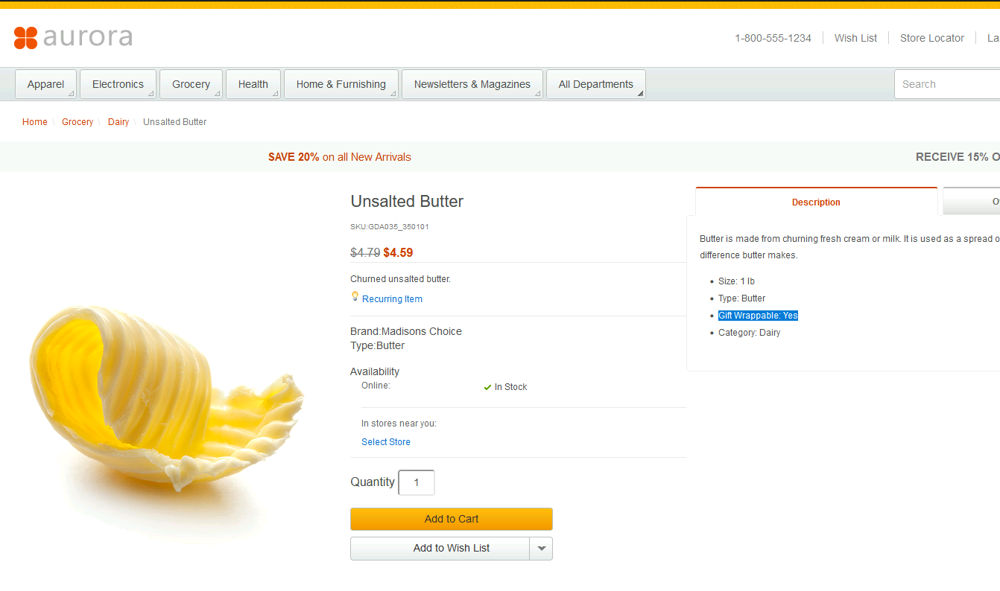 aurora
1-800-555-1234
Wish List
Store Locator
Apparel
Electronics
Grocery
Health
Home & Furnishing
Newsletters & Magazines
All Departments
Search
Home \ Grocery \ Dairy \ Unsalted Butter
SAVE 20% on all New Arrivals
RECEIVE 15%
Unsalted Butter
SKU:GDA035_350101
$4.79 $4.59
Churned unsalted butter.
Recurring Item
Brand:Madisons Choice
Type:Butter
Availability
Online:
In Stock
In stores near you:
Select Store
Quantity 1
Add to Cart
Add to Wish List
Description
Butter is made from churning fresh cream or milk. It is used as a spread
difference butter makes.
• Size: 1 lb
• Type: Butter
• Gift Wrappable: Yes
• Category: Dairy